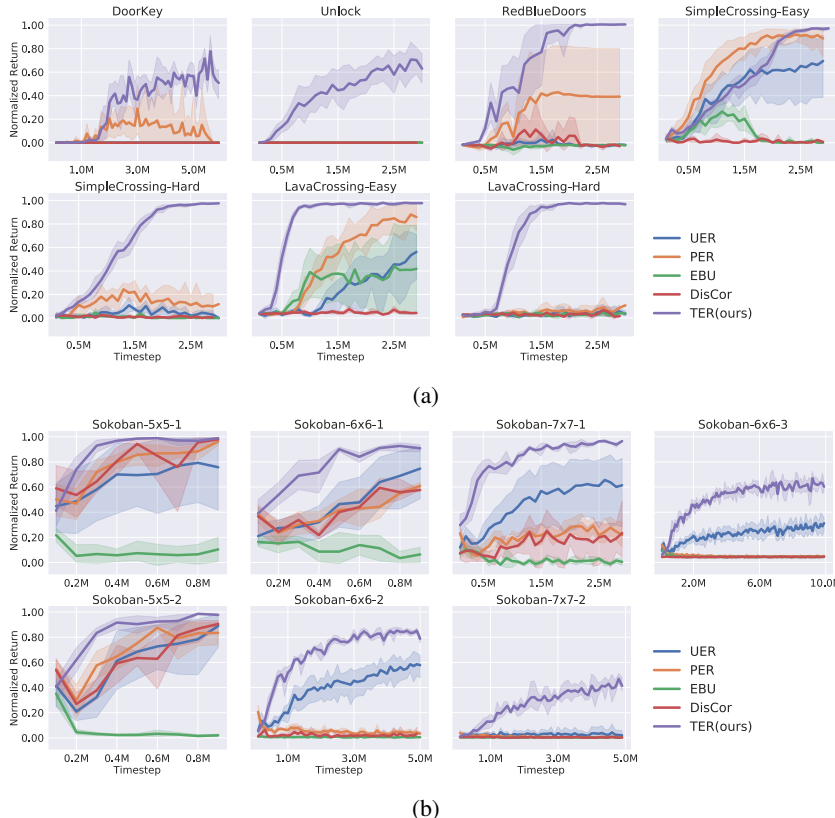 DoorKey Unlock RedBlueDoors SimpleCrossing-Easy
Normalized Return
1.00
0.80
0.60
0.40
0.20
0.00
1.0M 3.0M 5.0M 0.5M 1.5M 2.5M 0.5M 1.5M 2.5M 0.5M 1.5M 2.5M
SimpleCrossing-Hard LavaCrossing-Easy LavaCrossing-Hard
Normalized Return
1.00
0.80
0.60
0.40
0.20
0.00
0.5M 1.5M 2.5M 0.5M 1.5M 2.5M 0.5M 1.5M 2.5M
Timestep Timestep Timestep
UER
PER
EBU
DisCor
TER(ours)
(a)
Sokoban-5x5-1 Sokoban-6x6-1 Sokoban-7x7-1 Sokoban-6x6-3
Normalized Return
1.00
0.80
0.60
0.40
0.20
0.00
0.2M 0.4M 0.6M 0.8M 0.2M 0.4M 0.6M 0.8M 0.5M 1.5M 2.5M 2.0M 6.0M 10.0M
Sokoban-5x5-2 Sokoban-6x6-2 Sokoban-7x7-2
Normalized Return
1.00
0.80
0.60
0.40
0.20
0.00
0.2M 0.4M 0.6M 0.8M 1.0M 3.0M 5.0M 1.0M 3.0M 5.0M
Timestep Timestep Timestep
UER
PER
EBU
DisCor
TER(ours)
(b)